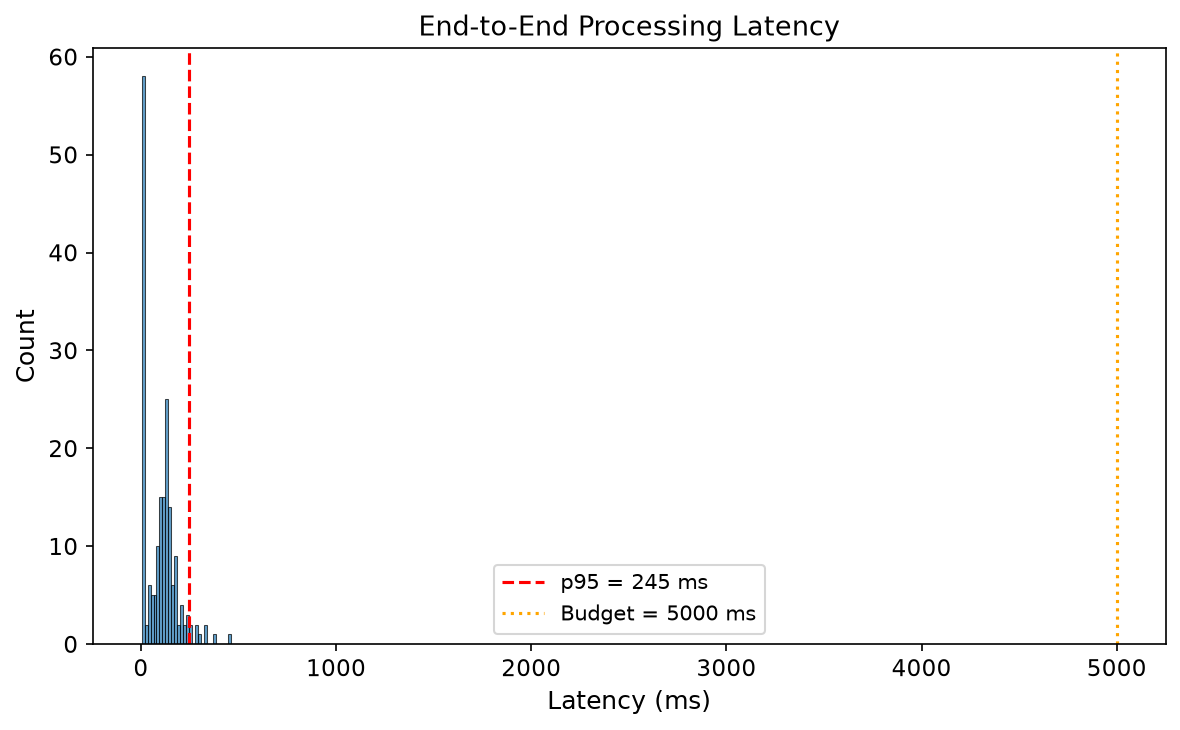 End-to-End Processing Latency
60
50
40
30
20
10
0
Count
0 1000 2000 3000 4000 5000
Latency (ms)
p95 = 245 ms
Budget = 5000 ms